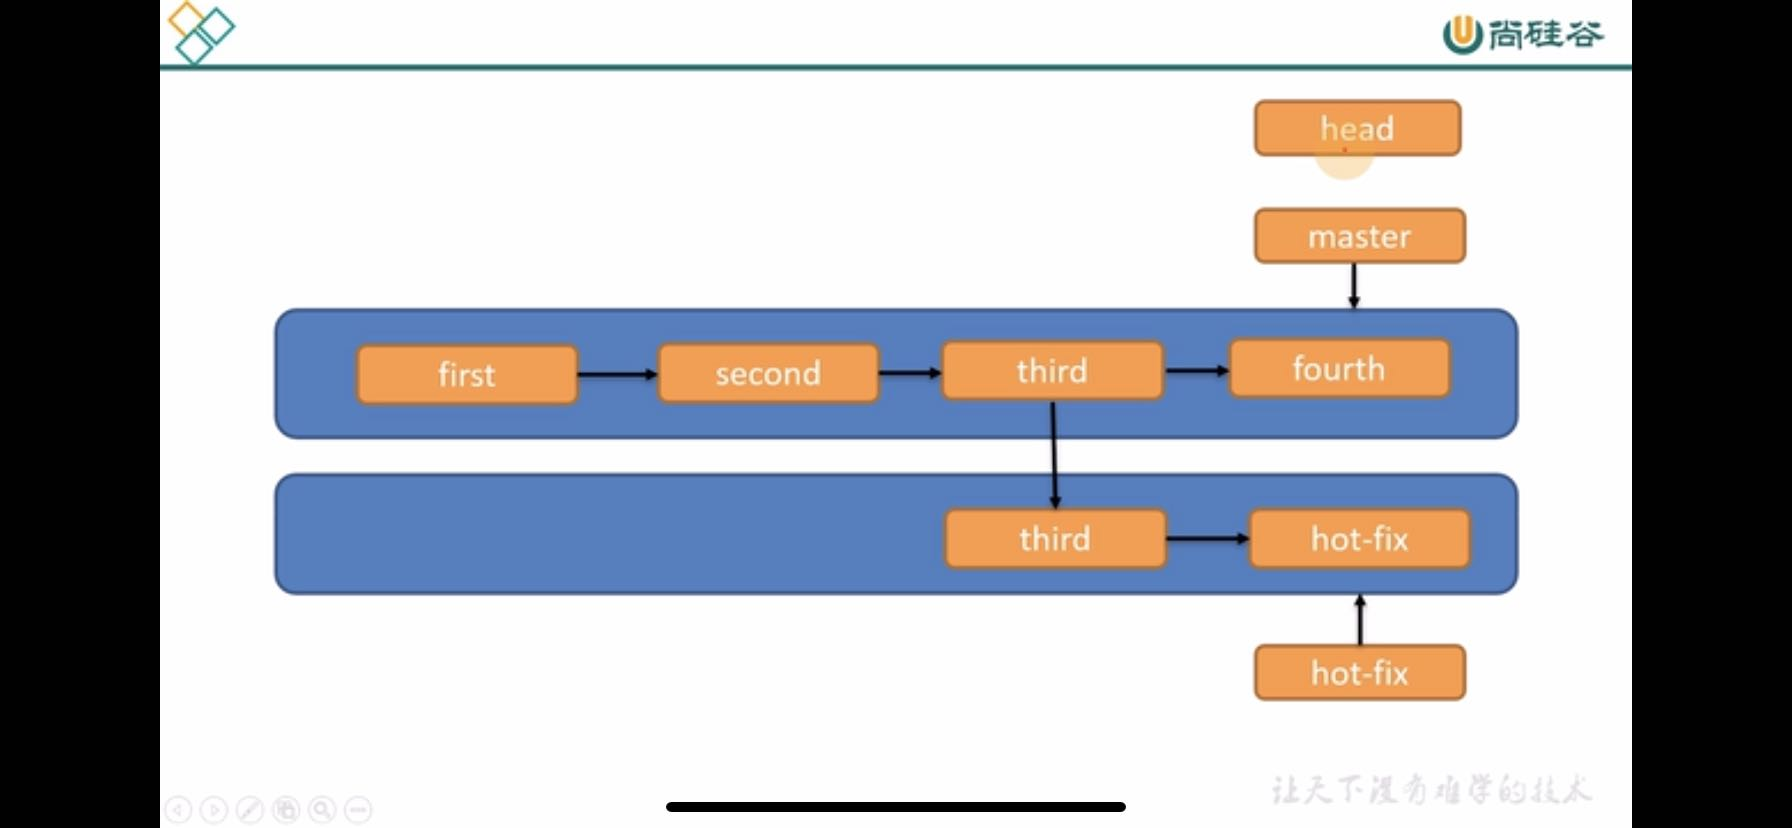 尚硅谷
head
master
first
second
third
fourth
third
hot-fix
hot-fix
让天下没有难学的技术